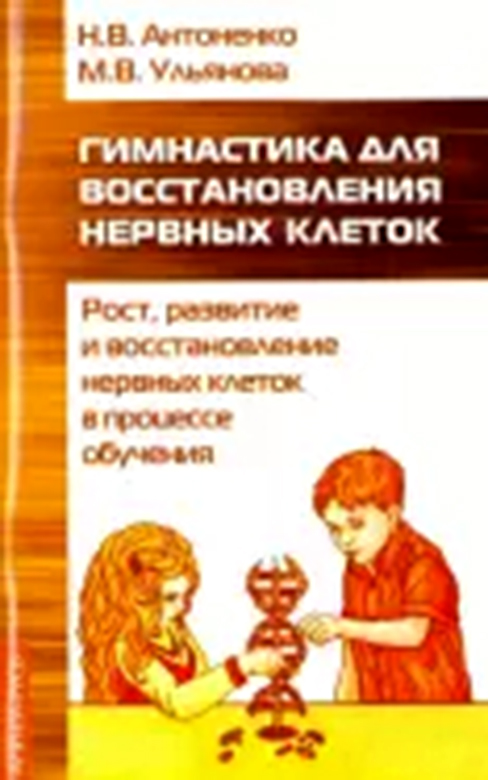 Н.В. Антоненко
М.В. Ульянова
ГИМНАСТИКА ДЛЯ
ВОССТАНОВЛЕНИЯ
НЕРВНЫХ КЛЕТОК
Рост, развитие
и восстановление
нервных клеток
в процессе
обучения